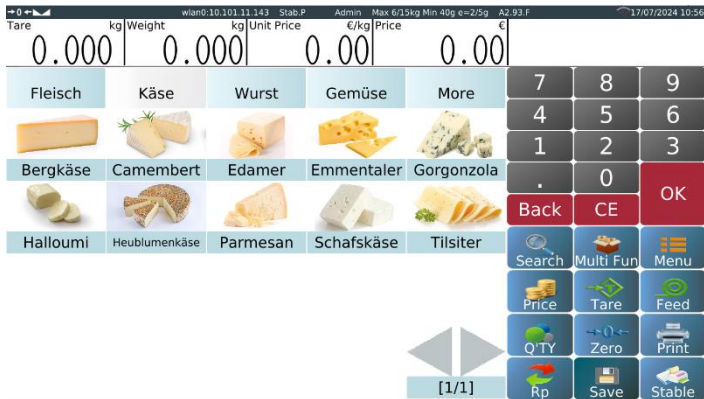 →0← wlan0:10.101.11.143 Stab.P Admin Max 6/15kg Min 40g e=2/5g A2.93.F 17/07/2024 10:56
Tare kg Weight kg Unit Price €/kg Price €
0.000 0.000 0.00 0.00
Fleisch Käse Wurst Gemüse More
7 8 9
4 5 6
1 2 3
Bergkäse Camembert Edamer Emmentaler Gorgonzola
. 0 OK
Back CE
Halloumi Heublumenkäse Parmesan Schafskäse Tilsiter
Search Multi Fun Menu
Price Tare Feed
Q'TY Zero Print
[1/1]
Rp Save Stable